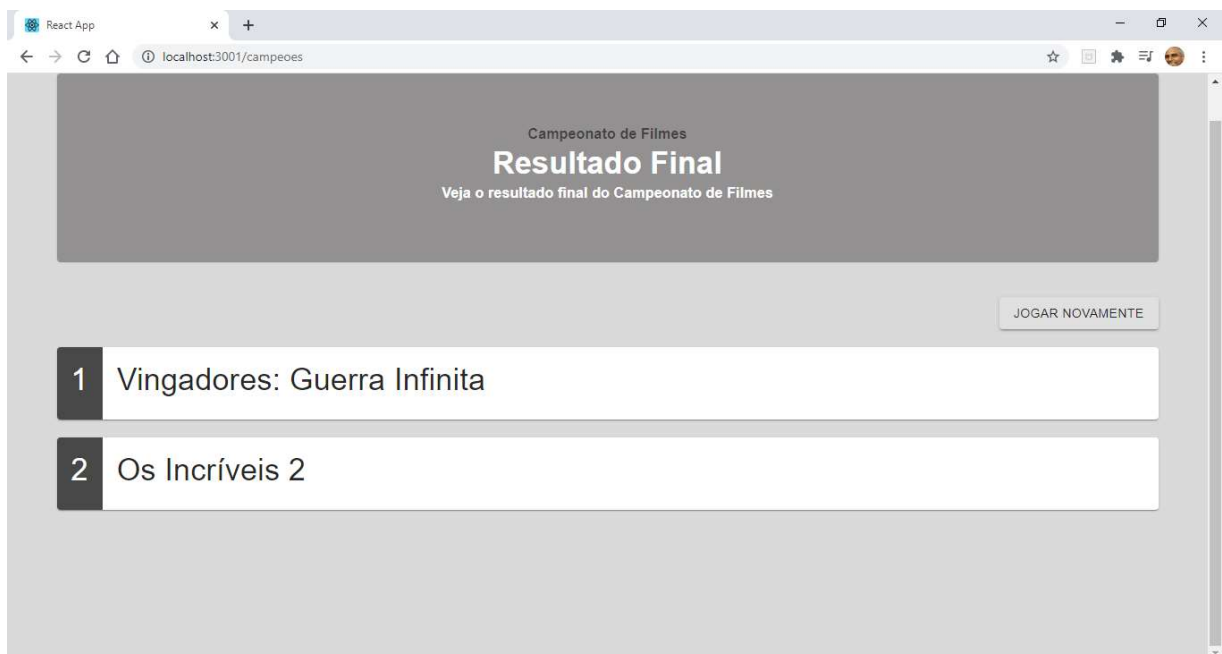 React App
localhost:3001/campeoes
Campeonato de Filmes
Resultado Final
Veja o resultado final do Campeonato de Filmes
JOGAR NOVAMENTE
1 Vingadores: Guerra Infinita
2 Os Incríveis 2